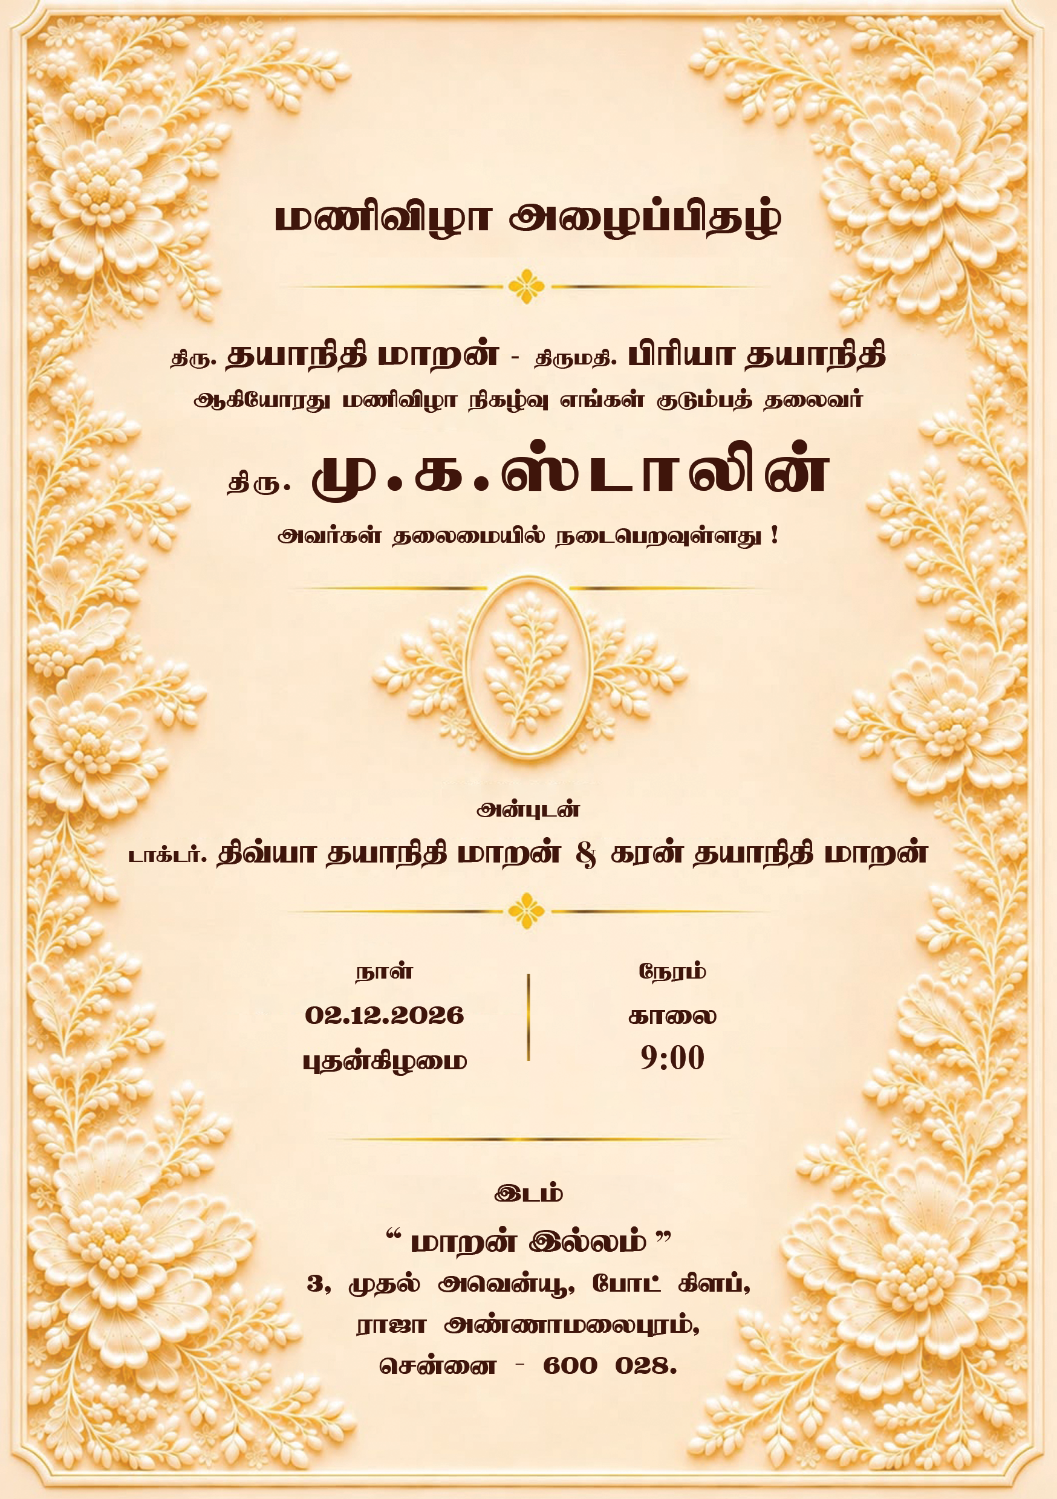 மணிவிழா அழைப்பிதழ்
திரு. தயாநிதி மாறன் - திருமதி. பிரியா தயாநிதி
ஆகியோரது மணிவிழா நிகழ்வு எங்கள் குடும்பத் தலைவர்
திரு. மு.க.ஸ்டாலின்
அவர்கள் தலைமையில் நடைபெறவுள்ளது !
அன்புடன்
டாக்டர். திவ்யா தயாநிதி மாறன் & கரன் தயாநிதி மாறன்
நாள்
02.12.2026
புதன்கிழமை
நேரம்
காலை
9:00
இடம்
“ மாறன் இல்லம் ”
3, முதல் அவென்யூ, போட் கிளப்,
ராஜா அண்ணாமலைபுரம்,
சென்னை - 600 028.